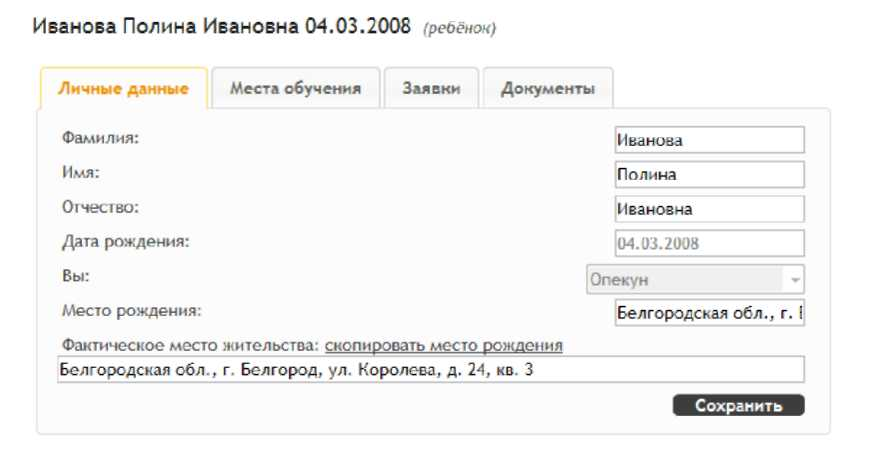 Иванова Полина Ивановна 04.03.2008 (ребёнок)
Личные данные Места обучения Заявки Документы
Фамилия: Иванова
Имя: Полина
Отчество: Ивановна
Дата рождения: 04.03.2008
Вы: Опекун
Место рождения: Белгородская обл., г.
Фактическое место жительства: скопировать место рождения
Белгородская обл., г. Белгород, ул. Королева, д. 24, кв. 3
Сохранить